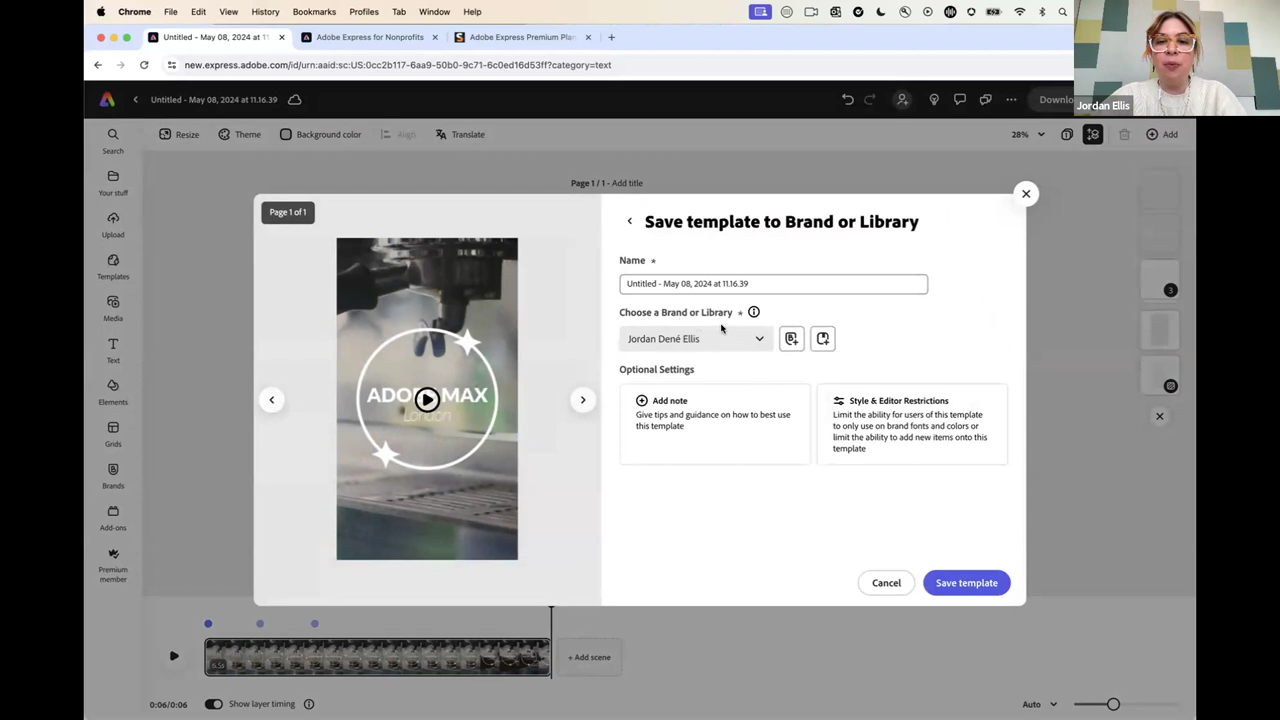 Chrome File Edit View History Bookmarks Profiles Tab Window Help
Untitled - May 08, 2024 at 11
Adobe Express for Nonprofits
Adobe Express Premium Plan
new.express.adobe.com/id/urn:aaid:sc:US:0cc2b117-6aa9-50b0-9c71-6c0ed16d53ff?category=text
Jordan Ellis
Untitled - May 08, 2024 at 11.16.39
Downlo
Resize Theme Background color Align Translate 28% Add
Search
Your stuff
Upload
Templates
Media
Text
Elements
Grids
Brands
Add-ons
Premium
member
Page 1 / 1 - Add title
Page 1 of 1
ADOBE MAX
London
Save template to Brand or Library
Name *
Untitled - May 08, 2024 at 11.16.39
Choose a Brand or Library *
Jordan Dené Ellis
Optional Settings
Add note
Give tips and guidance on how to best use
this template
Style & Editor Restrictions
Limit the ability for users of this template
to only use on brand fonts and colors or
limit the ability to add new items onto this
template
Cancel Save template
3
6.5s
+ Add scene
0:06/0:06 Show layer timing Auto